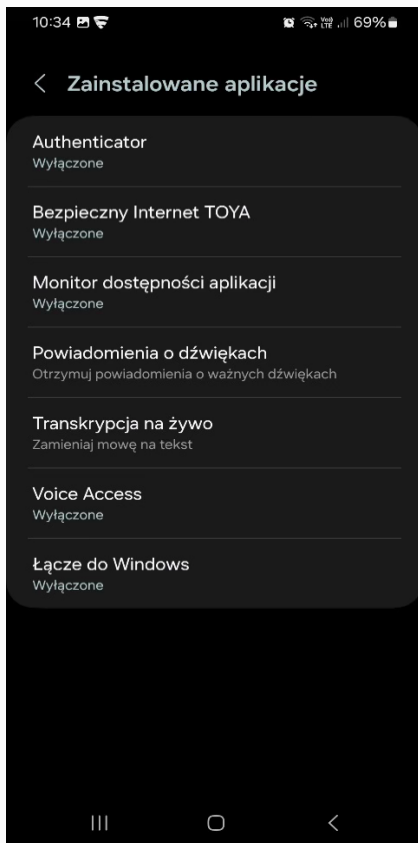 10:34 69%
Zainstalowane aplikacje
Authenticator
Wyłączone
Bezpieczny Internet TOYA
Wyłączone
Monitor dostępności aplikacji
Wyłączone
Powiadomienia o dźwiękach
Otrzymuj powiadomienia o ważnych dźwiękach
Transkrypcja na żywo
Zamieniaj mowę na tekst
Voice Access
Wyłączone
Łącze do Windows
Wyłączone